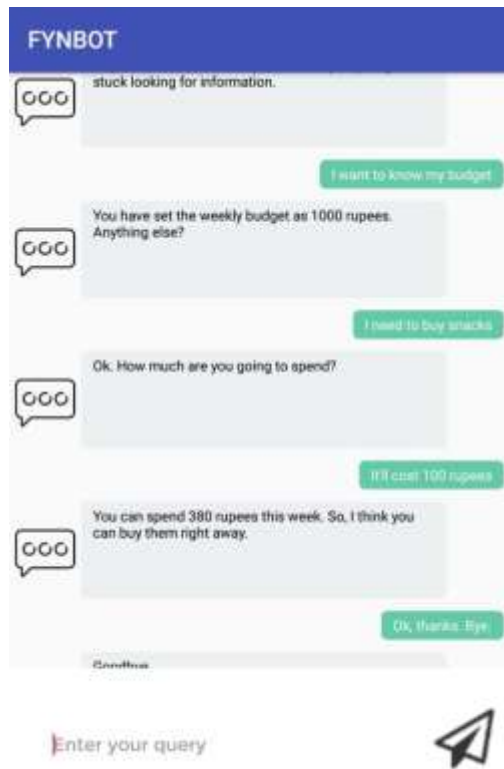 FYNBOT
stuck looking for information.
I want to know my budget
You have set the weekly budget as 1000 rupees.
Anything else?
I need to buy snacks
Ok. How much are you going to spend?
It'll cost 100 rupees
You can spend 380 rupees this week. So, I think you
can buy them right away.
Ok, thanks. Bye.
Goodbye
Enter your query